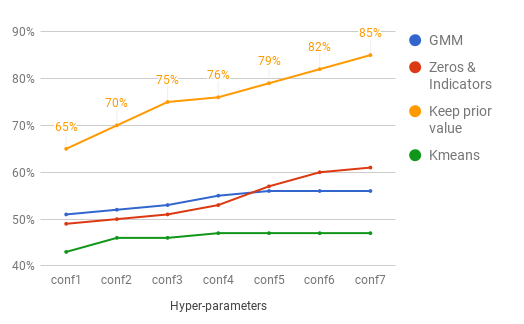 90%
80%
70%
60%
50%
40%
65%
70%
75%
76%
79%
82%
85%
conf1 conf2 conf3 conf4 conf5 conf6 conf7
Hyper-parameters
GMM
Zeros &
Indicators
Keep prior
value
Kmeans